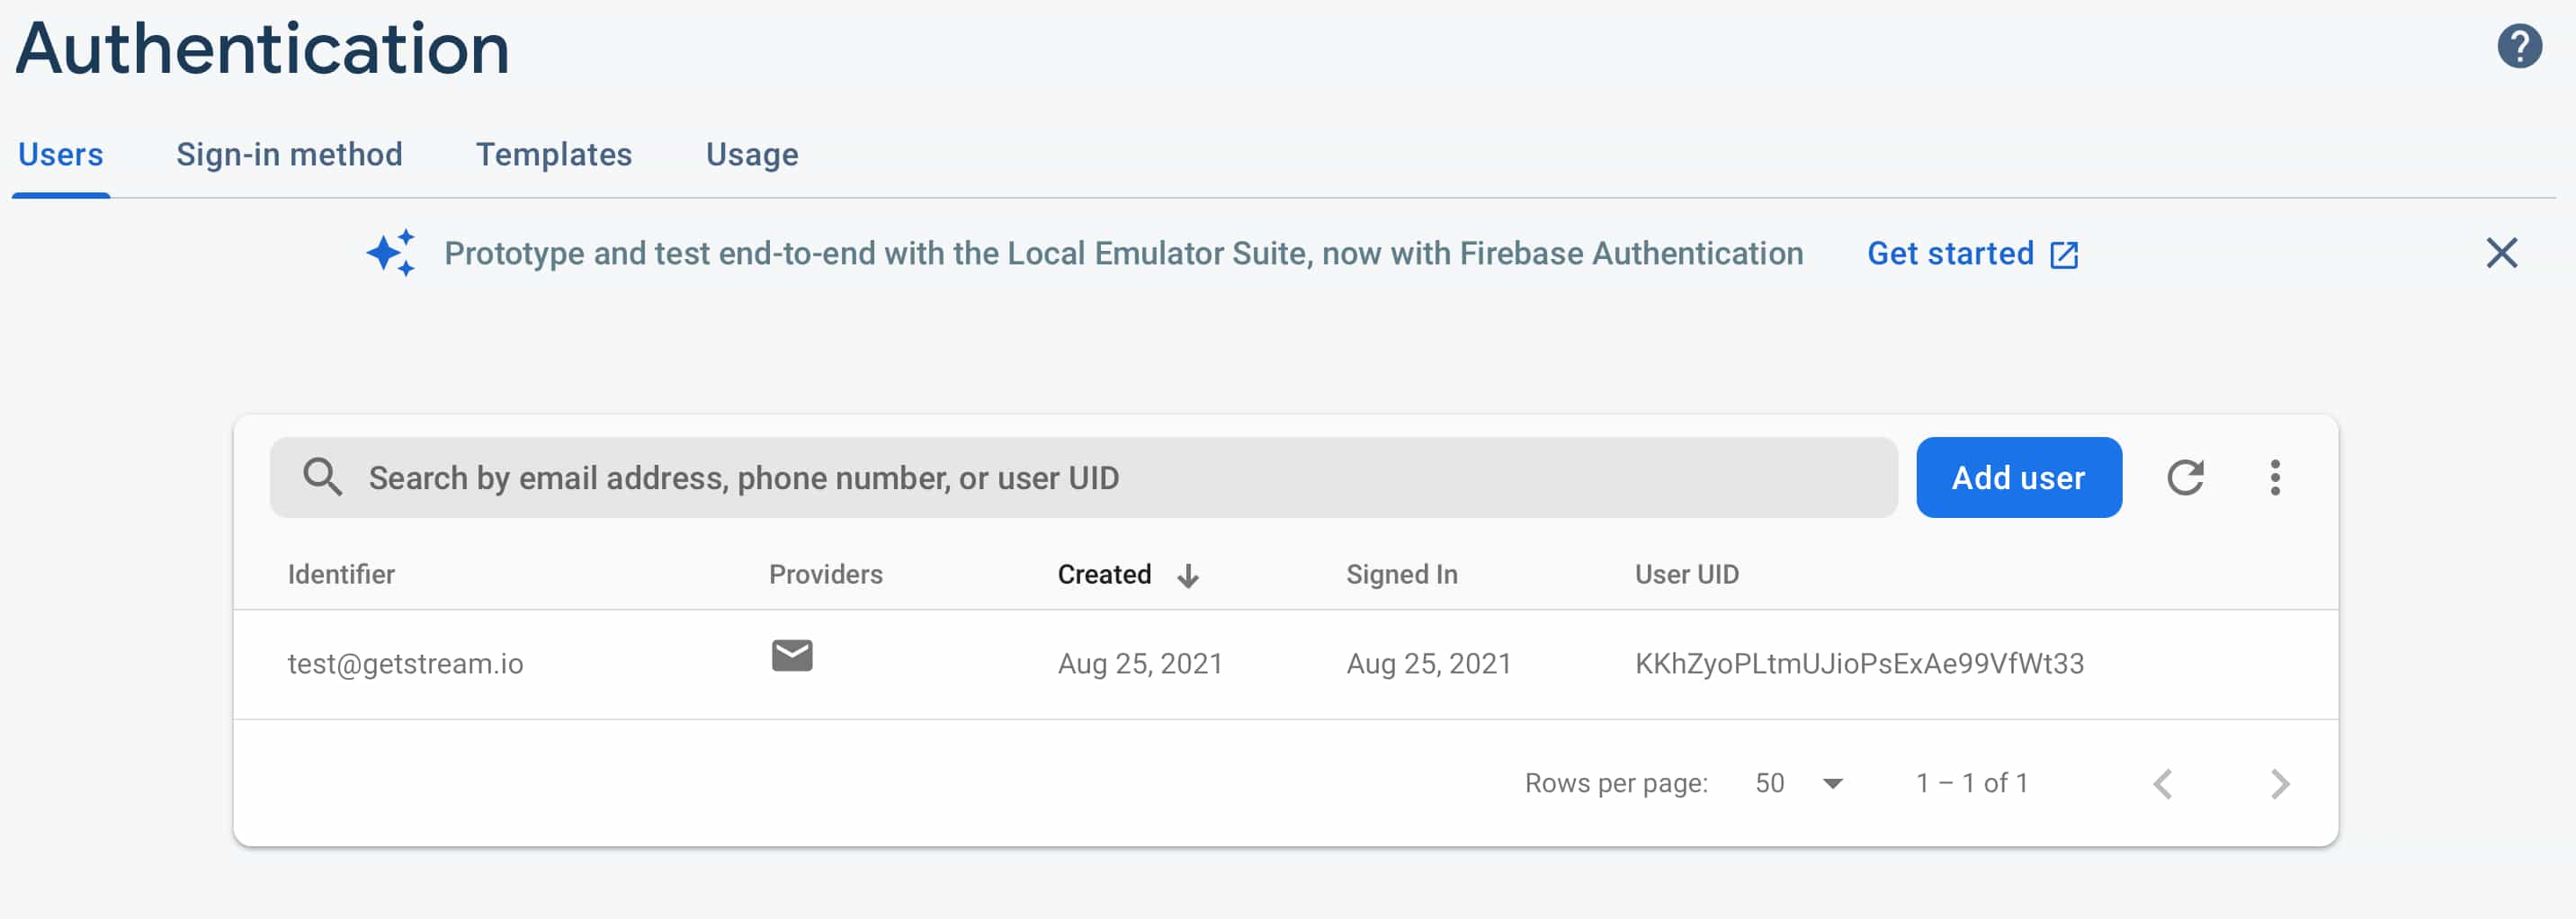 Authentication
?
Users Sign-in method Templates Usage
Prototype and test end-to-end with the Local Emulator Suite, now with Firebase Authentication Get started
Search by email address, phone number, or user UID Add user
Identifier Providers Created Signed In User UID
test@getstream.io Aug 25, 2021 Aug 25, 2021 KKhZyoPLtmUJioPsExAe99VfWt33
Rows per page: 50 1 – 1 of 1